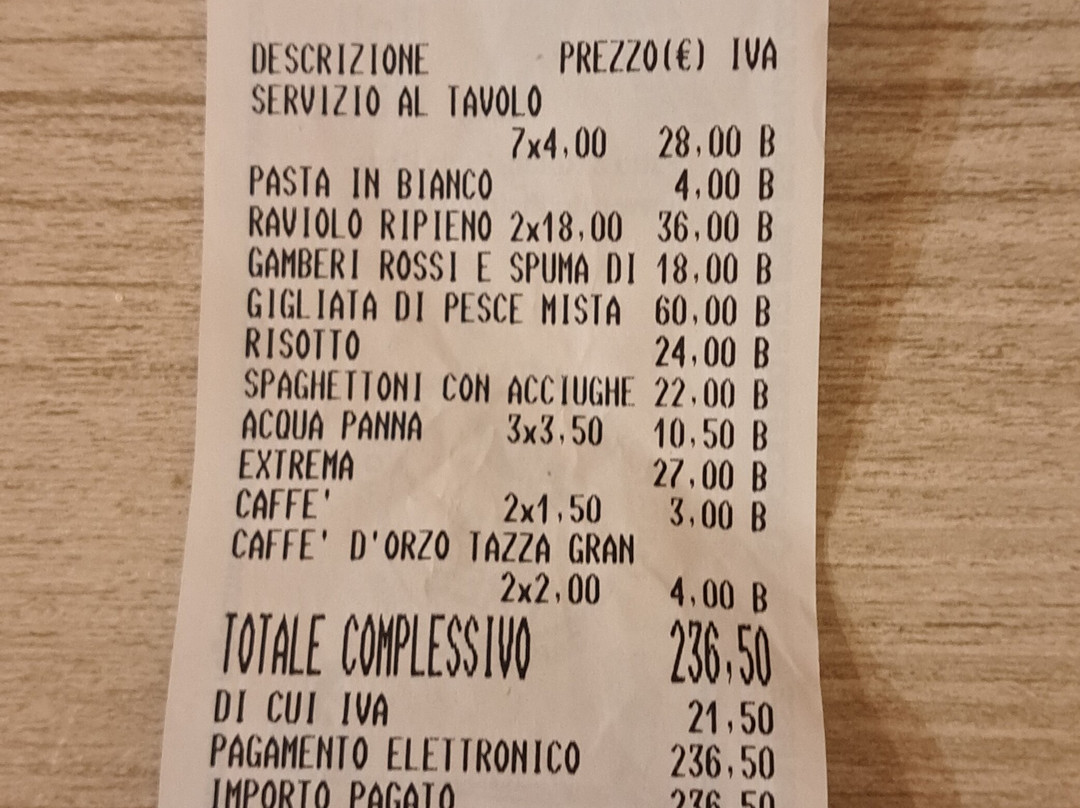 DESCRIZIONE PREZZO(€) IVA
SERVIZIO AL TAVOLO
7x4,00 28,00 B
PASTA IN BIANCO 4,00 B
RAVIOLO RIPIENO 2x18,00 36,00 B
GAMBERI ROSSI E SPUMA DI 18,00 B
GIGLIATA DI PESCE MISTA 60,00 B
RISOTTO 24,00 B
SPAGHETTONI CON ACCIUGHE 22,00 B
ACQUA PANNA 3x3,50 10,50 B
EXTREMA 27,00 B
CAFFE' 2x1,50 3,00 B
CAFFE' D'ORZO TAZZA GRAN
2x2,00 4,00 B
TOTALE COMPLESSIVO 236,50
DI CUI IVA 21,50
PAGAMENTO ELETTRONICO 236,50
IMPORTO PAGATO 236,50